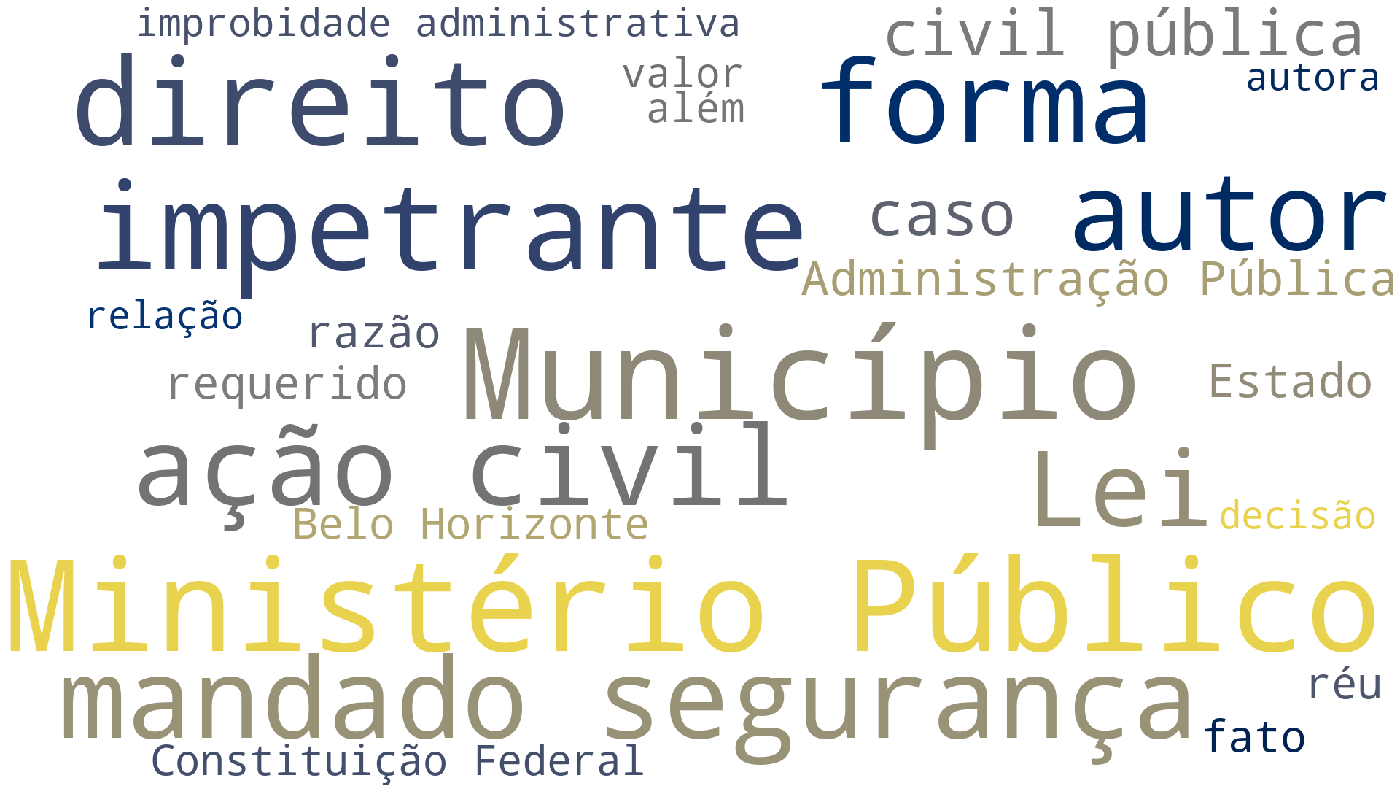 improbidade administrativa
civil pública
direito
valor
forma
autora
além
impetrante
caso
autor
Administração Pública
relação
razão
Município
requerido
Estado
ação civil
Lei
Belo Horizonte
decisão
Ministério Público
mandado segurança
réu
fato
Constituição Federal